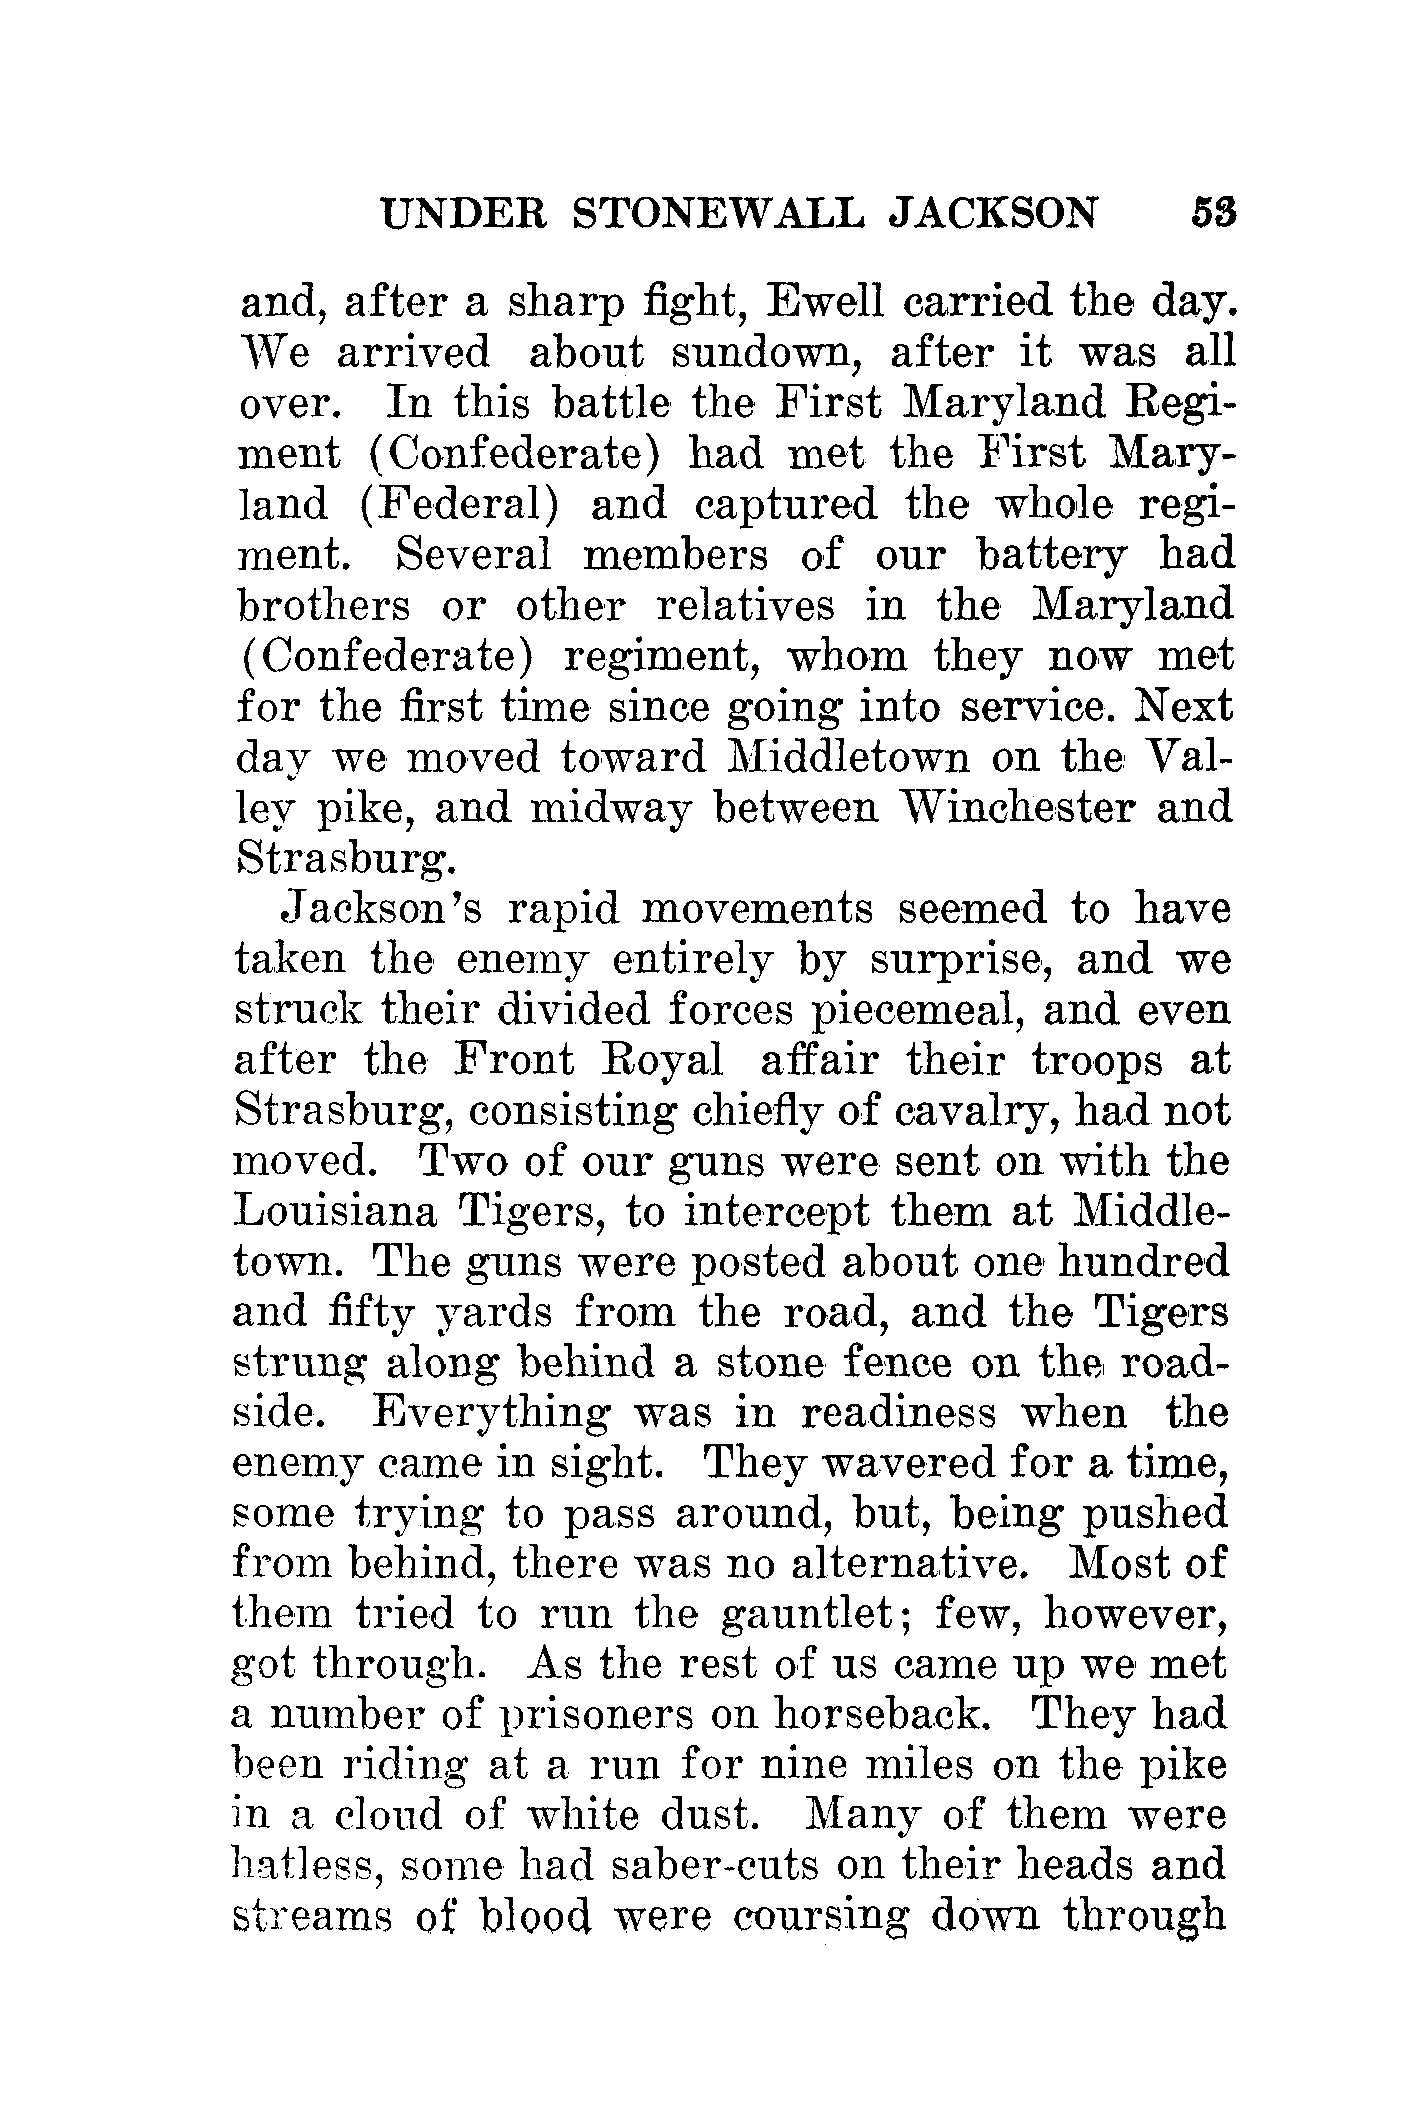 UNDER STONEWALL JACKSON 53
and, after a sharp fight, Ewell carried the day.
We arrived about sundown, after it was all
over. In this battle the First Maryland Regi-
ment (Confederate) had met the First Mary-
land (Federal) and captured the whole regi-
ment. Several members of our battery had
brothers or other relatives in the Maryland
(Confederate) regiment, whom they now met
for the first time since going into service. Next
day we moved toward Middletown on the Val-
ley pike, and midway between Winchester and
Strasburg.
Jackson's rapid movements seemed to have
taken the enemy entirely by surprise, and we
struck their divided forces piecemeal, and even
after the Front Royal affair their troops at
Strasburg, consisting chiefly of cavalry, had not
moved. Two of our guns were sent on with the
Louisiana Tigers, to intercept them at Middle-
town. The guns were posted about one hundred
and fifty yards from the road, and the Tigers
strung along behind a stone fence on the road-
side. Everything was in readiness when the
enemy came in sight. They wavered for a time,
some trying to pass around, but, being pushed
from behind, there was no alternative. Most of
them tried to run the gauntlet; few, however,
got through. As the rest of us came up we met
a number of prisoners on horseback. They had
been riding at a run for nine miles on the pike
in a cloud of white dust. Many of them were
hatless, some had saber-cuts on their heads and
streams of blood were coursing down through